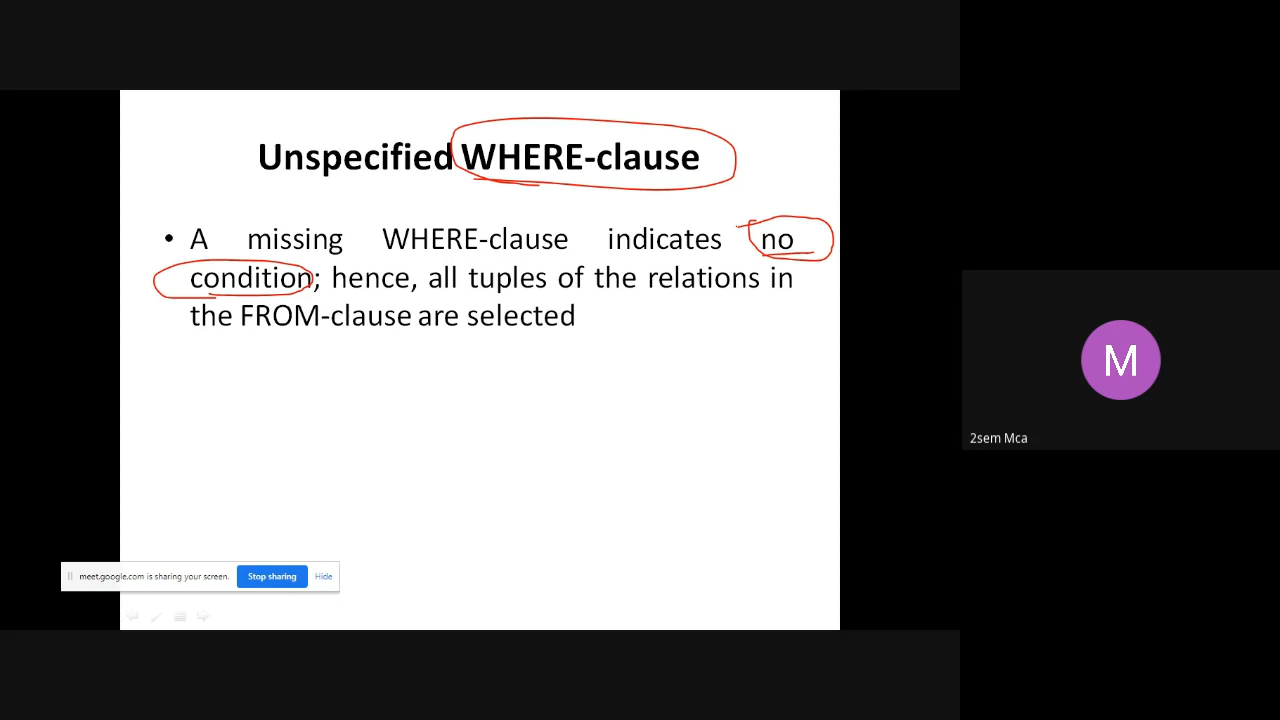 Unspecified WHERE-clause
• A missing WHERE-clause indicates no
condition; hence, all tuples of the relations in
the FROM-clause are selected
M
2sem Mca
meet.google.com is sharing your screen. Stop sharing Hide